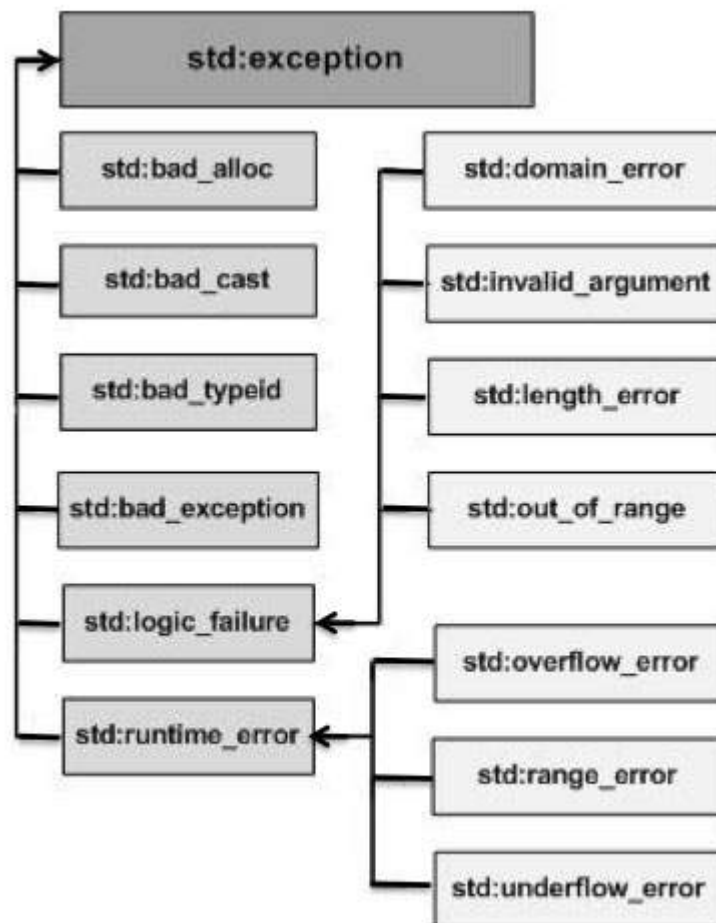 std:exception
std:bad_alloc
std:bad_cast
std:bad_typeid
std:bad_exception
std:logic_failure
std:runtime_error
std:domain_error
std:invalid_argument
std:length_error
std:out_of_range
std:overflow_error
std:range_error
std:underflow_error